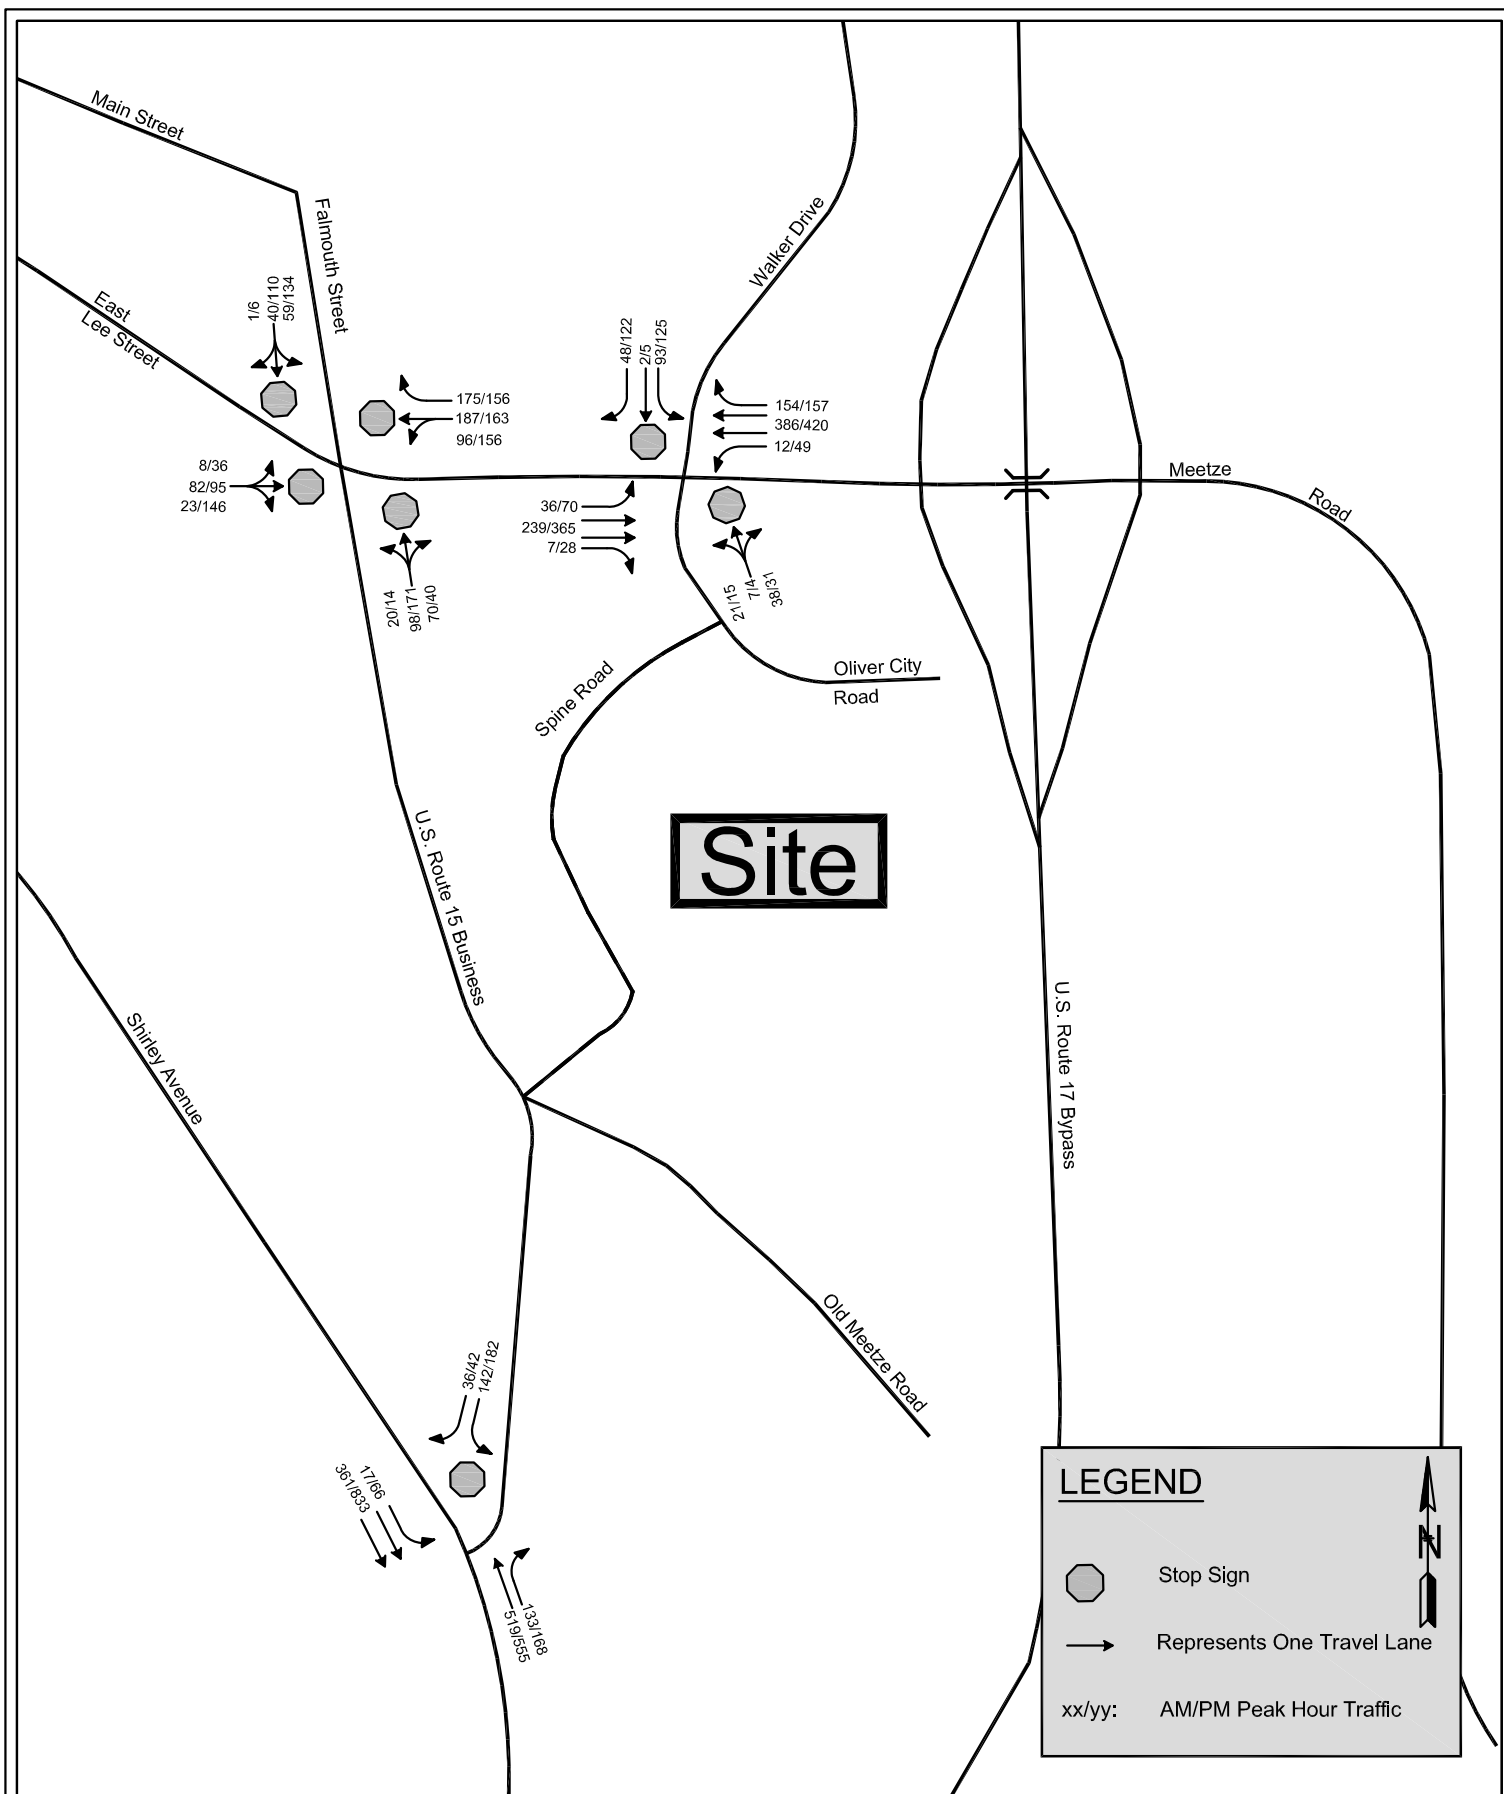 Main Street
Falmouth Street
Walker Drive
East
Lee Street
1/6
40/110
59/134
175/156
187/163
96/156
8/36
82/95
23/146
20/14
98/171
70/40
48/122
2/5
93/125
154/157
386/420
12/49
36/70
239/365
7/28
21/15
7/4
38/31
Meetze
Road
Oliver City
Road
Spine Road
Site
U.S. Route 15 Business
U.S. Route 17 Bypass
Shirley Avenue
Old Meetze Road
36/42
142/182
17/66
361/833
133/168
519/555
LEGEND
N
Stop Sign
Represents One Travel Lane
xx/yy: AM/PM Peak Hour Traffic